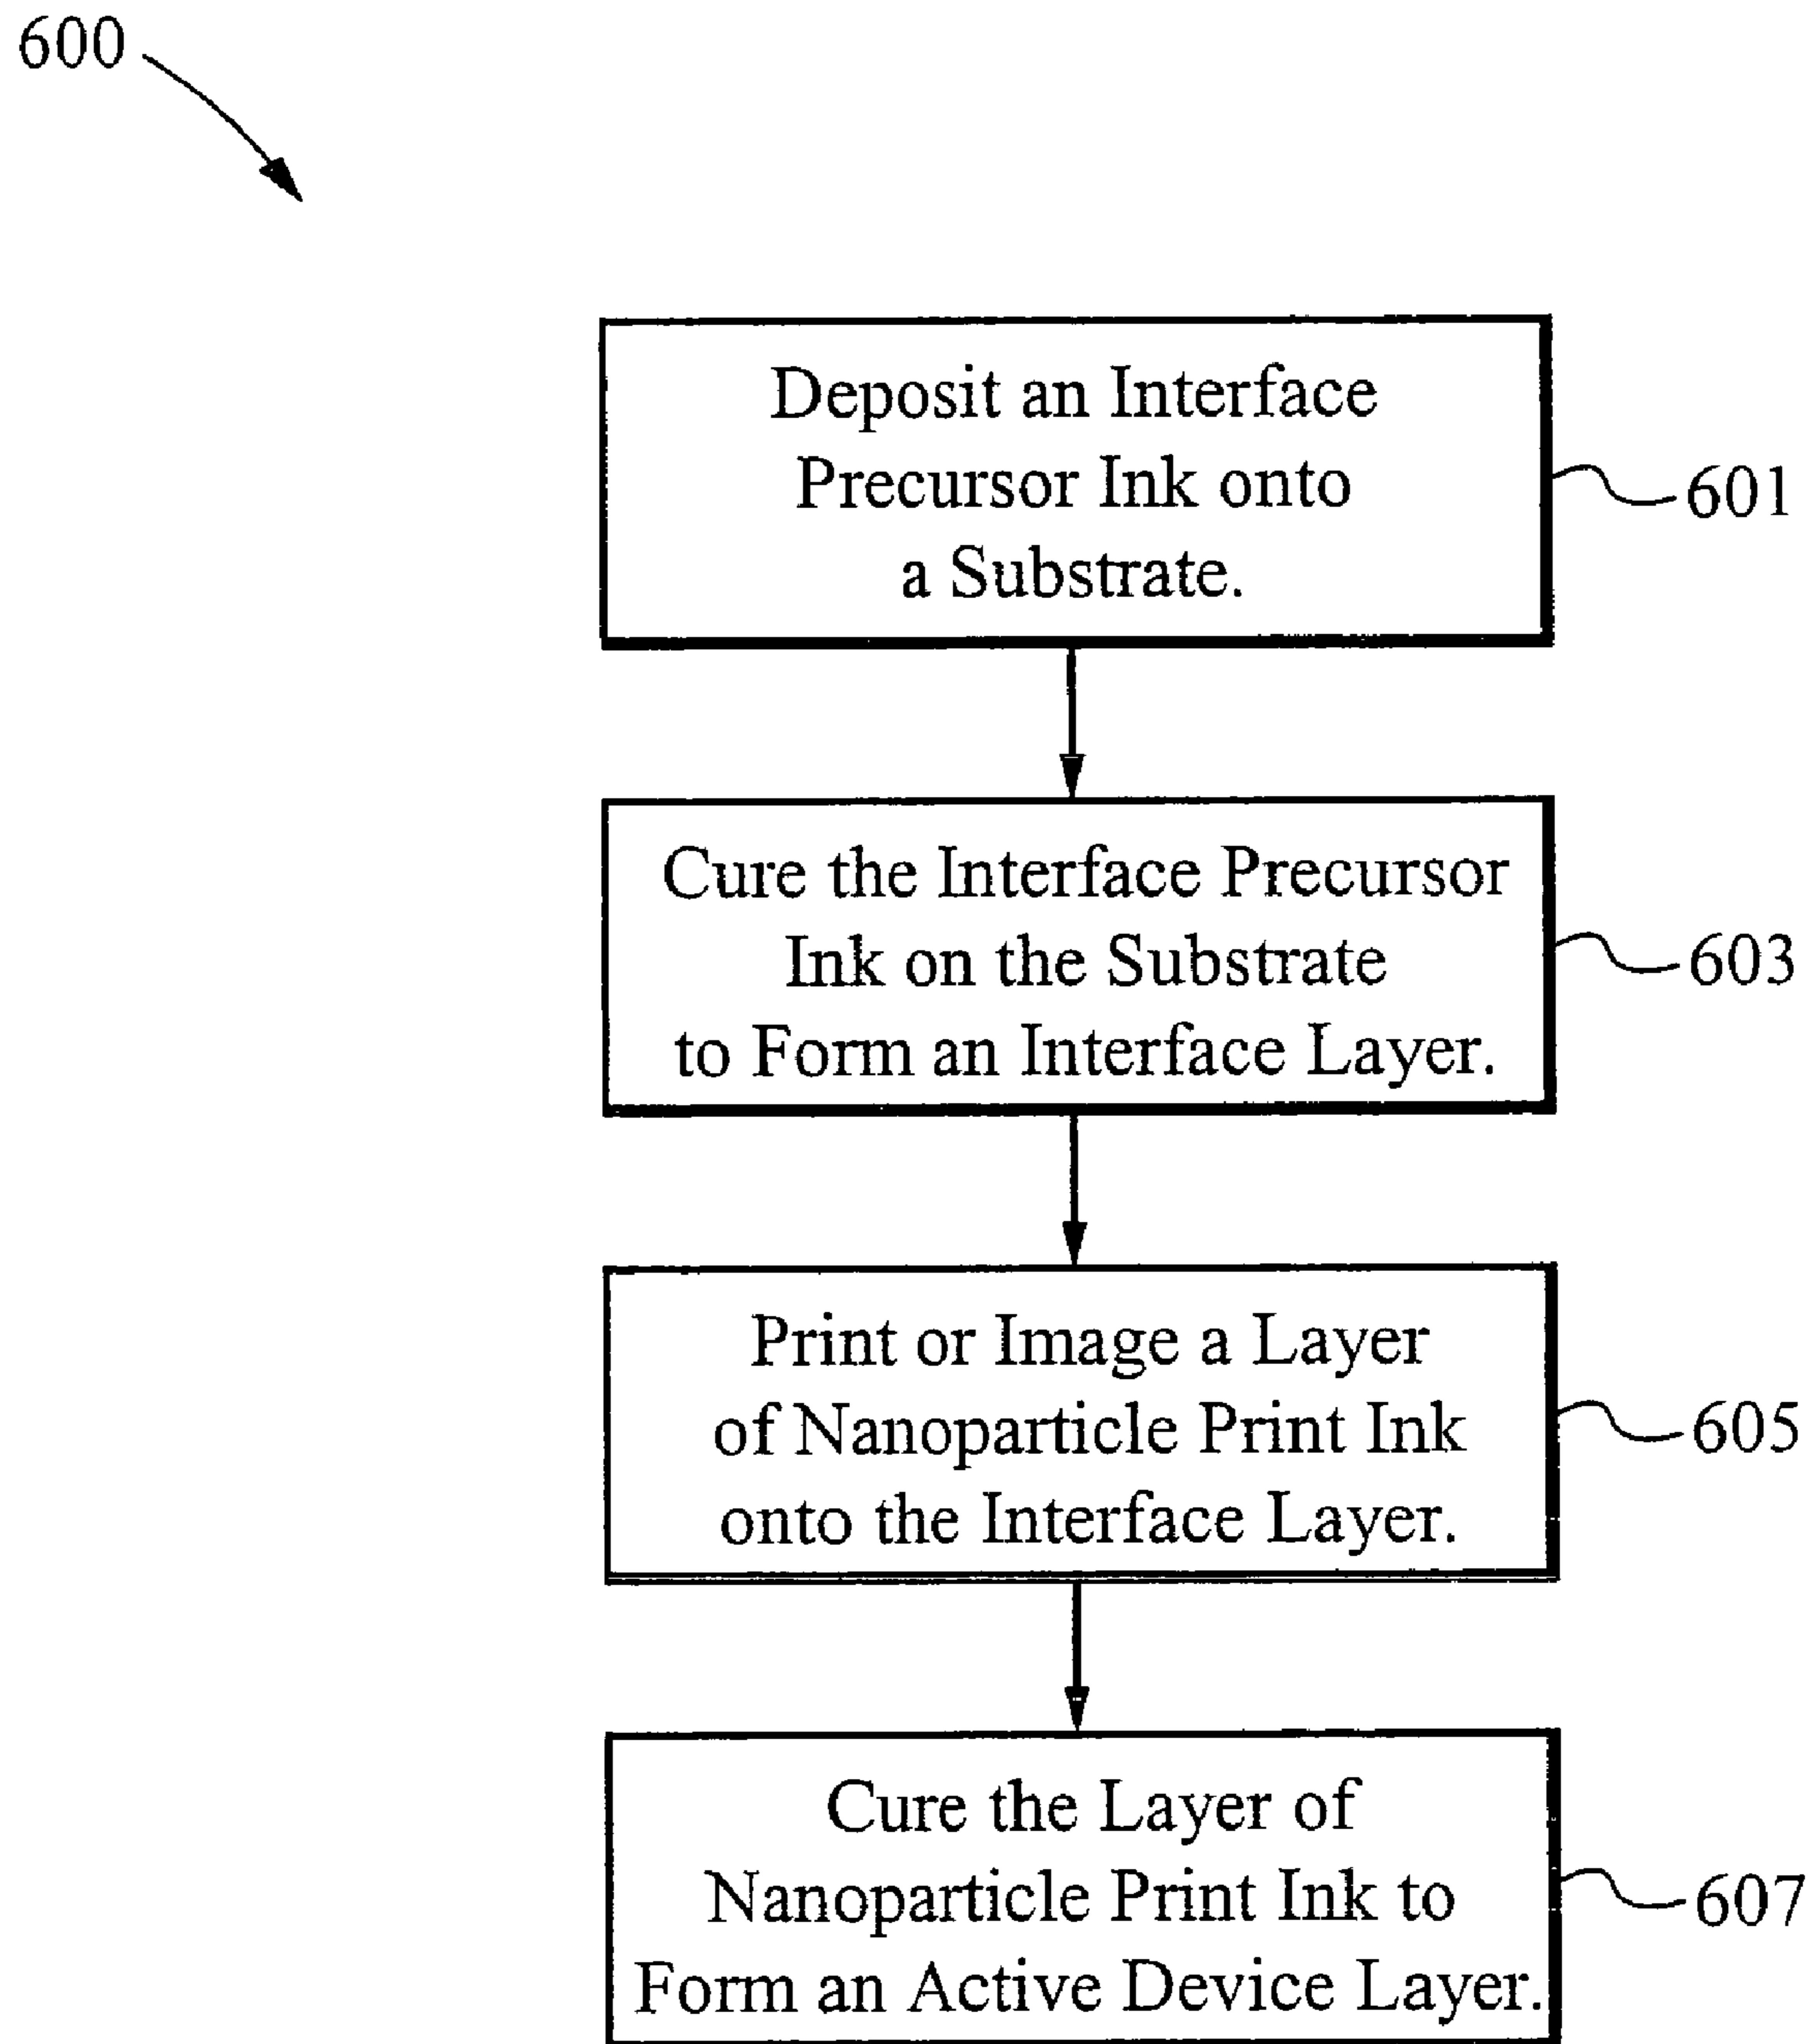 600
Deposit an Interface
Precursor Ink onto
a Substrate.
601
Cure the Interface Precursor
Ink on the Substrate
to Form an Interface Layer.
603
Print or Image a Layer
of Nanoparticle Print Ink
onto the Interface Layer.
605
Cure the Layer of
Nanoparticle Print Ink to
Form an Active Device Layer.
607